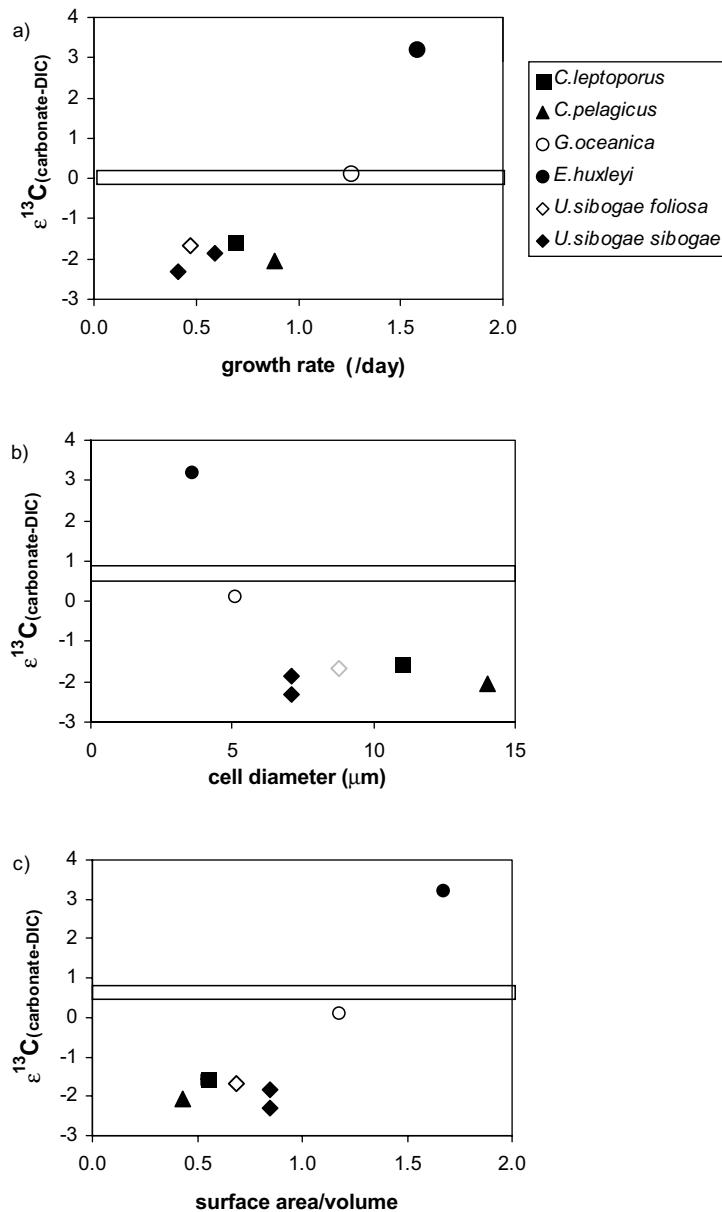 a)
4
3
2
1
0
-1
-2
-3
ε¹³C(carbonate-DIC)
0.0 0.5 1.0 1.5 2.0
growth rate (/day)
C.leptoporus
C.pelagicus
G.oceanica
E.huxleyi
U.sibogae foliosa
U.sibogae sibogae
b)
4
3
2
1
0
-1
-2
-3
ε¹³C(carbonate-DIC)
0 5 10 15
cell diameter (μm)
c)
4
3
2
1
0
-1
-2
-3
ε¹³C(carbonate-DIC)
0.0 0.5 1.0 1.5 2.0
surface area/volume